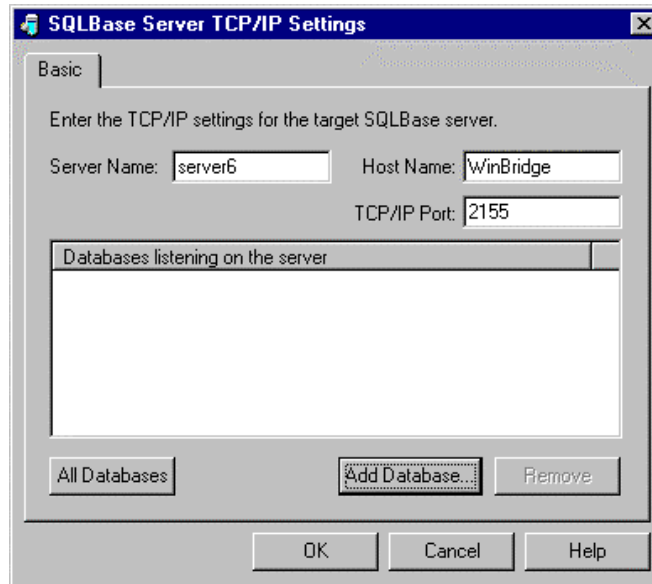 SQLBase Server TCP/IP Settings
Basic
Enter the TCP/IP settings for the target SQLBase server.
Server Name: server6 Host Name: WinBridge
TCP/IP Port: 2155
Databases listening on the server
All Databases Add Database... Remove
OK Cancel Help